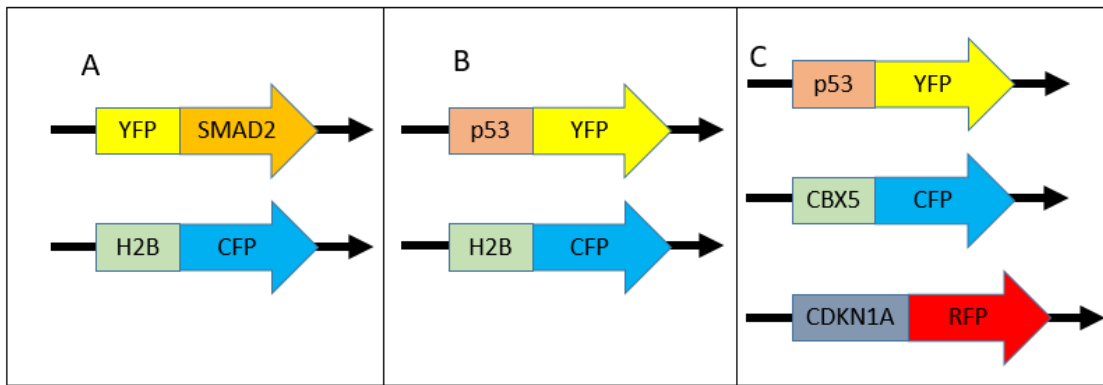 A
YFP SMAD2
H2B CFP
B
p53 YFP
H2B CFP
C
p53 YFP
CBX5 CFP
CDKN1A RFP